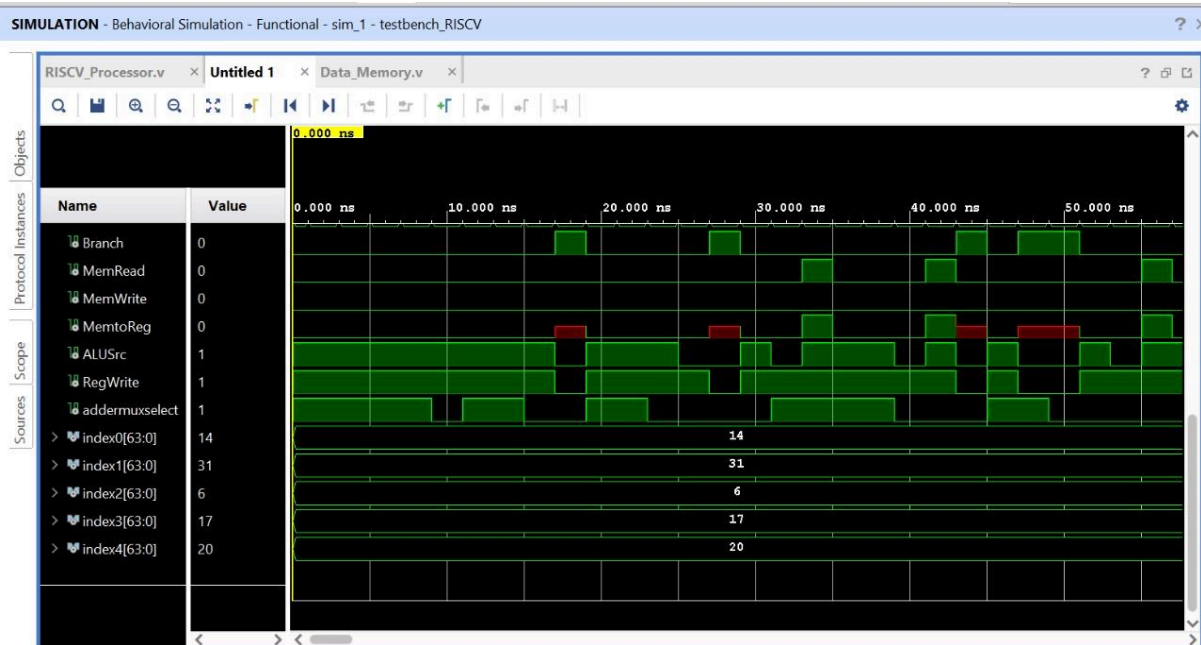 SIMULATION - Behavioral Simulation - Functional - sim_1 - testbench_RISCV ?
RISCV_Processor.v × Untitled 1 × Data_Memory.v × ?
Objects
Protocol Instances
Scope
Sources
0.000 ns
Name Value 0.000 ns 10.000 ns 20.000 ns 30.000 ns 40.000 ns 50.000 ns
Branch 0
MemRead 0
MemWrite 0
MemtoReg 0
ALUSrc 1
RegWrite 1
addermuxselect 1
index0[63:0] 14 14
index1[63:0] 31 31
index2[63:0] 6 6
index3[63:0] 17 17
index4[63:0] 20 20